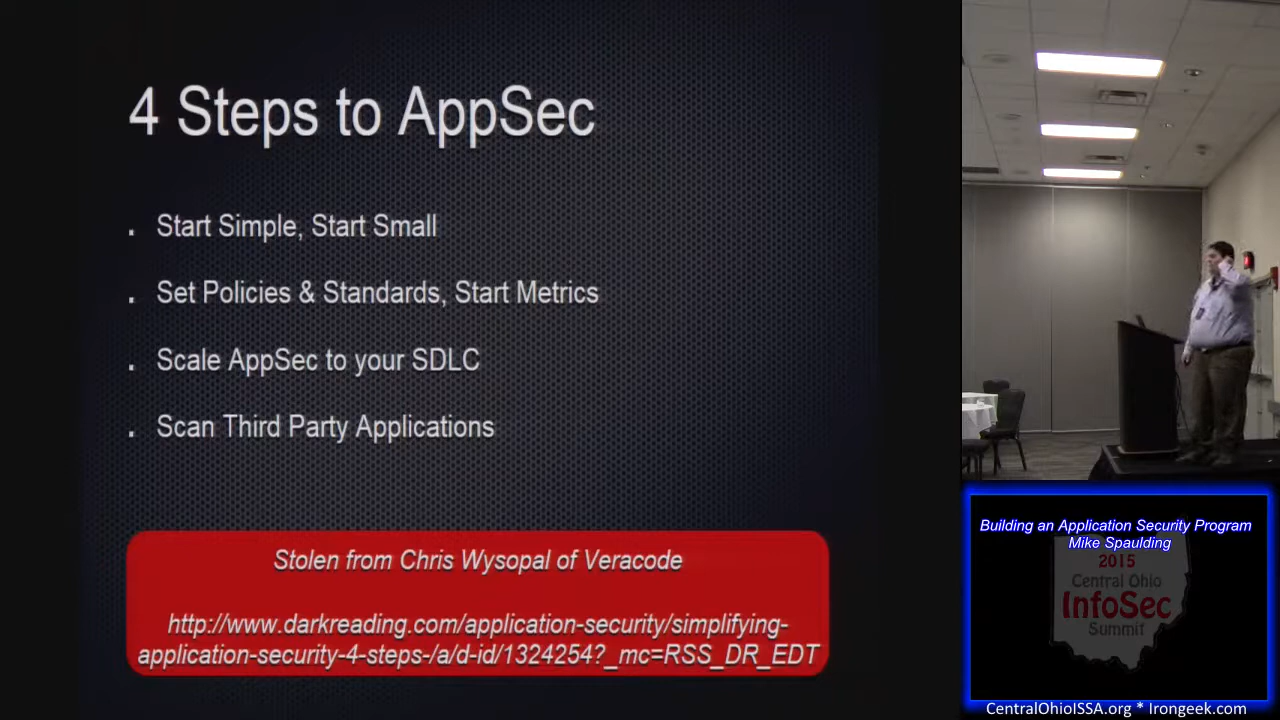 4 Steps to AppSec
. Start Simple, Start Small
. Set Policies & Standards, Start Metrics
. Scale AppSec to your SDLC
. Scan Third Party Applications
Stolen from Chris Wysopal of Veracode
http://www.darkreading.com/application-security/simplifying-
application-security-4-steps-/a/d-id/1324254?_mc=RSS_DR_EDT
Building an Application Security Program
Mike Spaulding
2015
Central Ohio
InfoSec
Summit
CentralOhioISSA.org * Irongeek.com